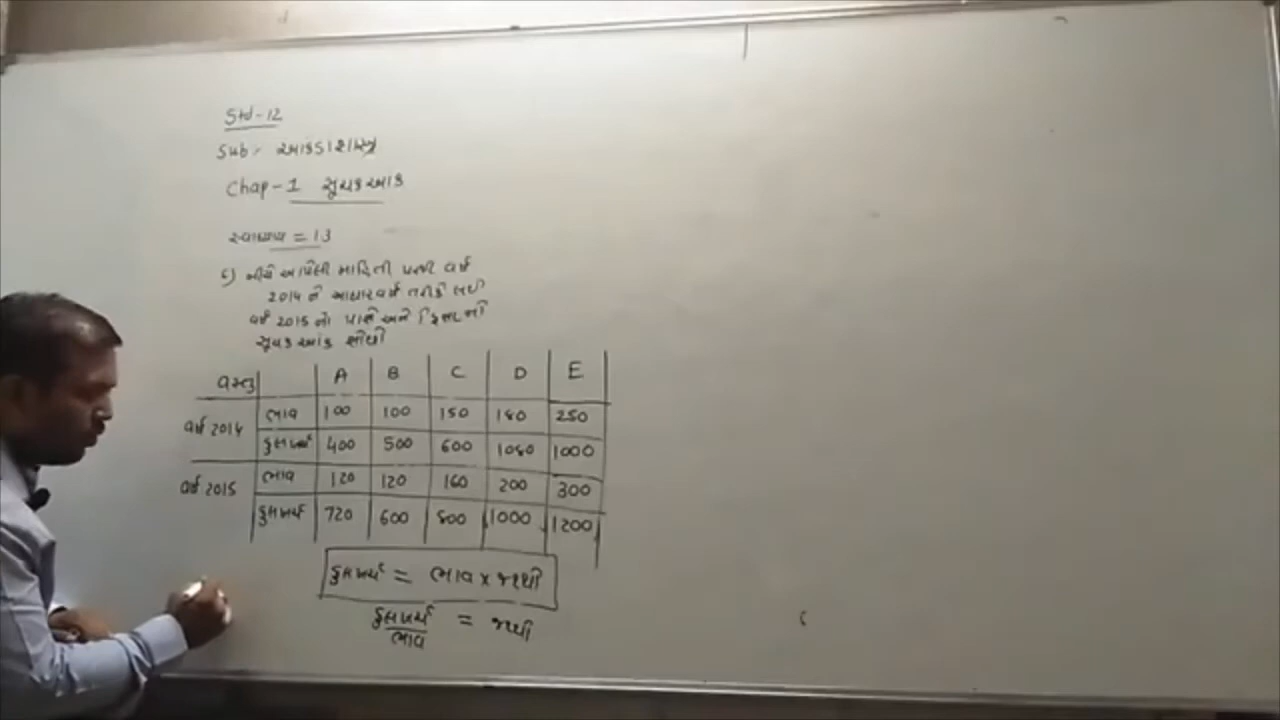 Std-12
Sub:- આંકડાશાસ્ત્ર
Chap-1 સૂચકઆંક
સ્વાધ્યાય = 13
6) નીચે આપેલી માહિતી પરથી વર્ષ
2014 ને આધારવર્ષ તરીકે લઈ
વર્ષ 2015 નો પાશે અને ફિશરનો
સૂચકઆંક શોધો
વસ્તુ A B C D E
વર્ષ 2014 ભાવ 100 100 150 180 250
કુલખર્ચ 400 500 600 1080 1000
વર્ષ 2015 ભાવ 120 120 160 200 300
કુલખર્ચ 720 600 800 1000 1200
કુલખર્ચ = ભાવ x જથ્થો
કુલખર્ચ = જથ્થો
ભાવ